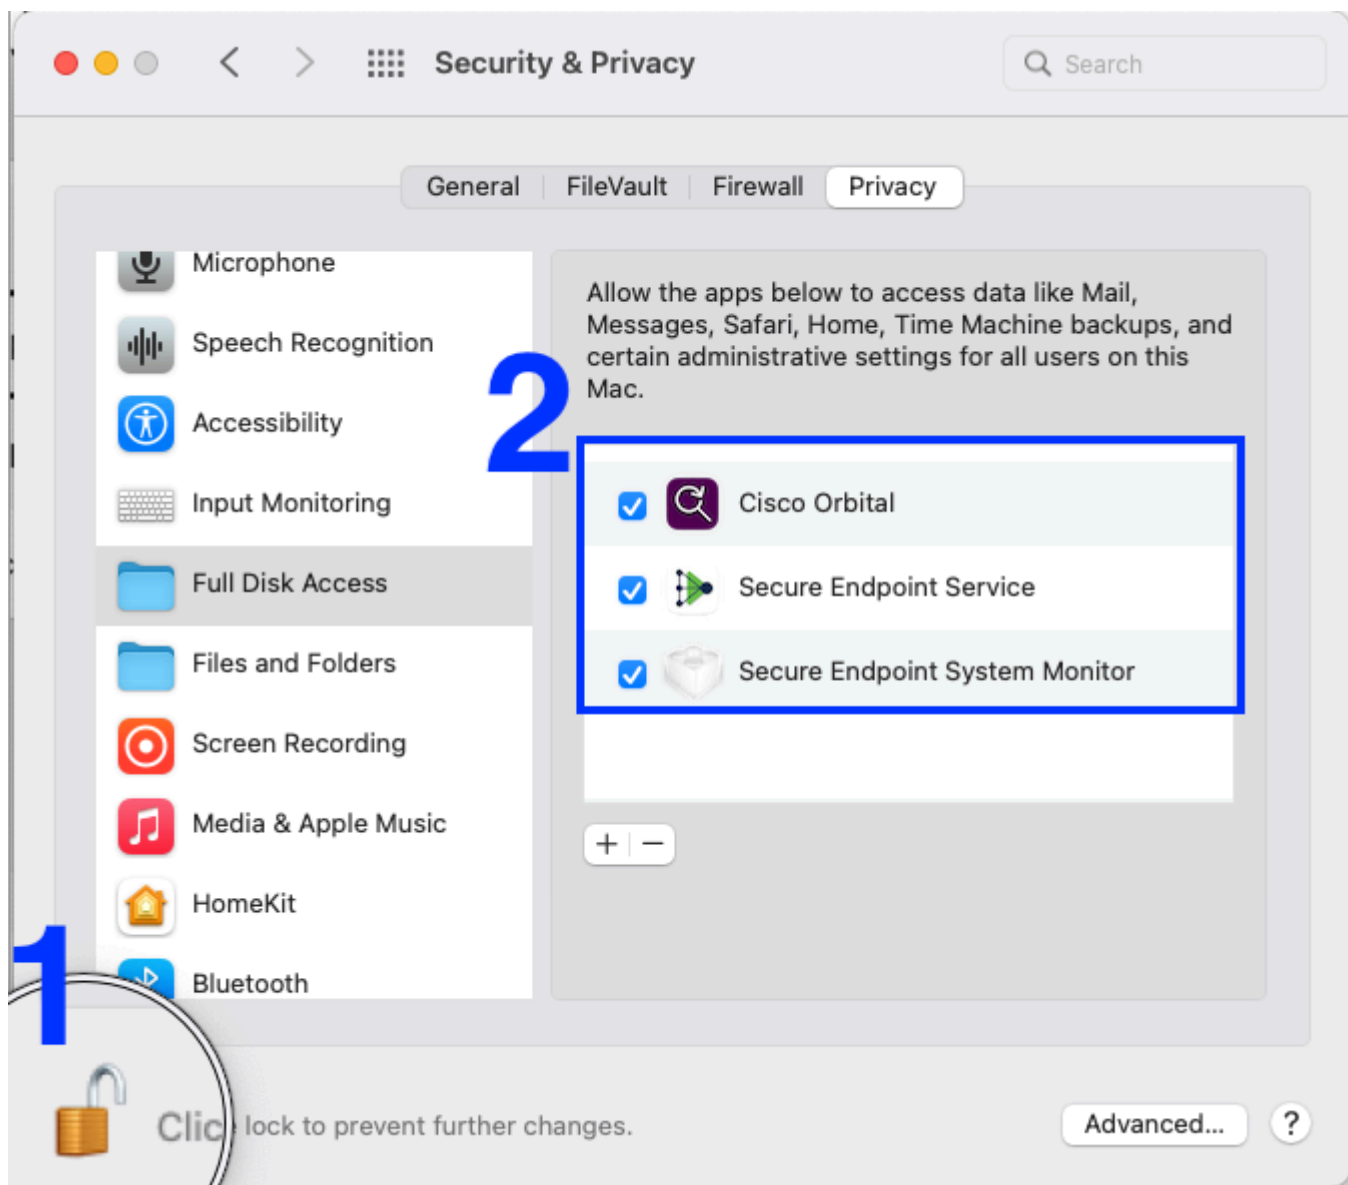 Security & Privacy
Search
General
FileVault
Firewall
Privacy
Microphone
Speech Recognition
Accessibility
Input Monitoring
Full Disk Access
Files and Folders
Screen Recording
Media & Apple Music
HomeKit
Bluetooth
Allow the apps below to access data like Mail,
Messages, Safari, Home, Time Machine backups, and
certain administrative settings for all users on this
Mac.
2
Cisco Orbital
Secure Endpoint Service
Secure Endpoint System Monitor
+ −
1
Clic lock to prevent further changes.
Advanced...
?